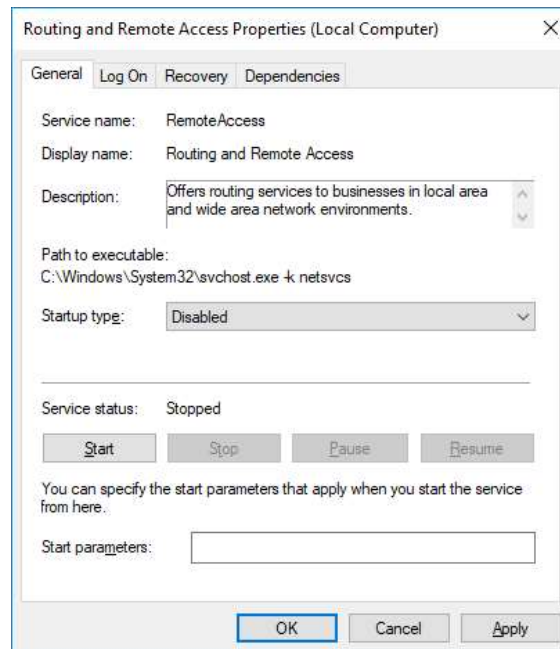 Routing and Remote Access Properties (Local Computer)
General Log On Recovery Dependencies
Service name: RemoteAccess
Display name: Routing and Remote Access
Description: Offers routing services to businesses in local area
and wide area network environments.
Path to executable:
C:\Windows\System32\svchost.exe -k netsvcs
Startup type: Disabled
Service status: Stopped
Start Stop Pause Resume
You can specify the start parameters that apply when you start the service
from here.
Start parameters:
OK Cancel Apply